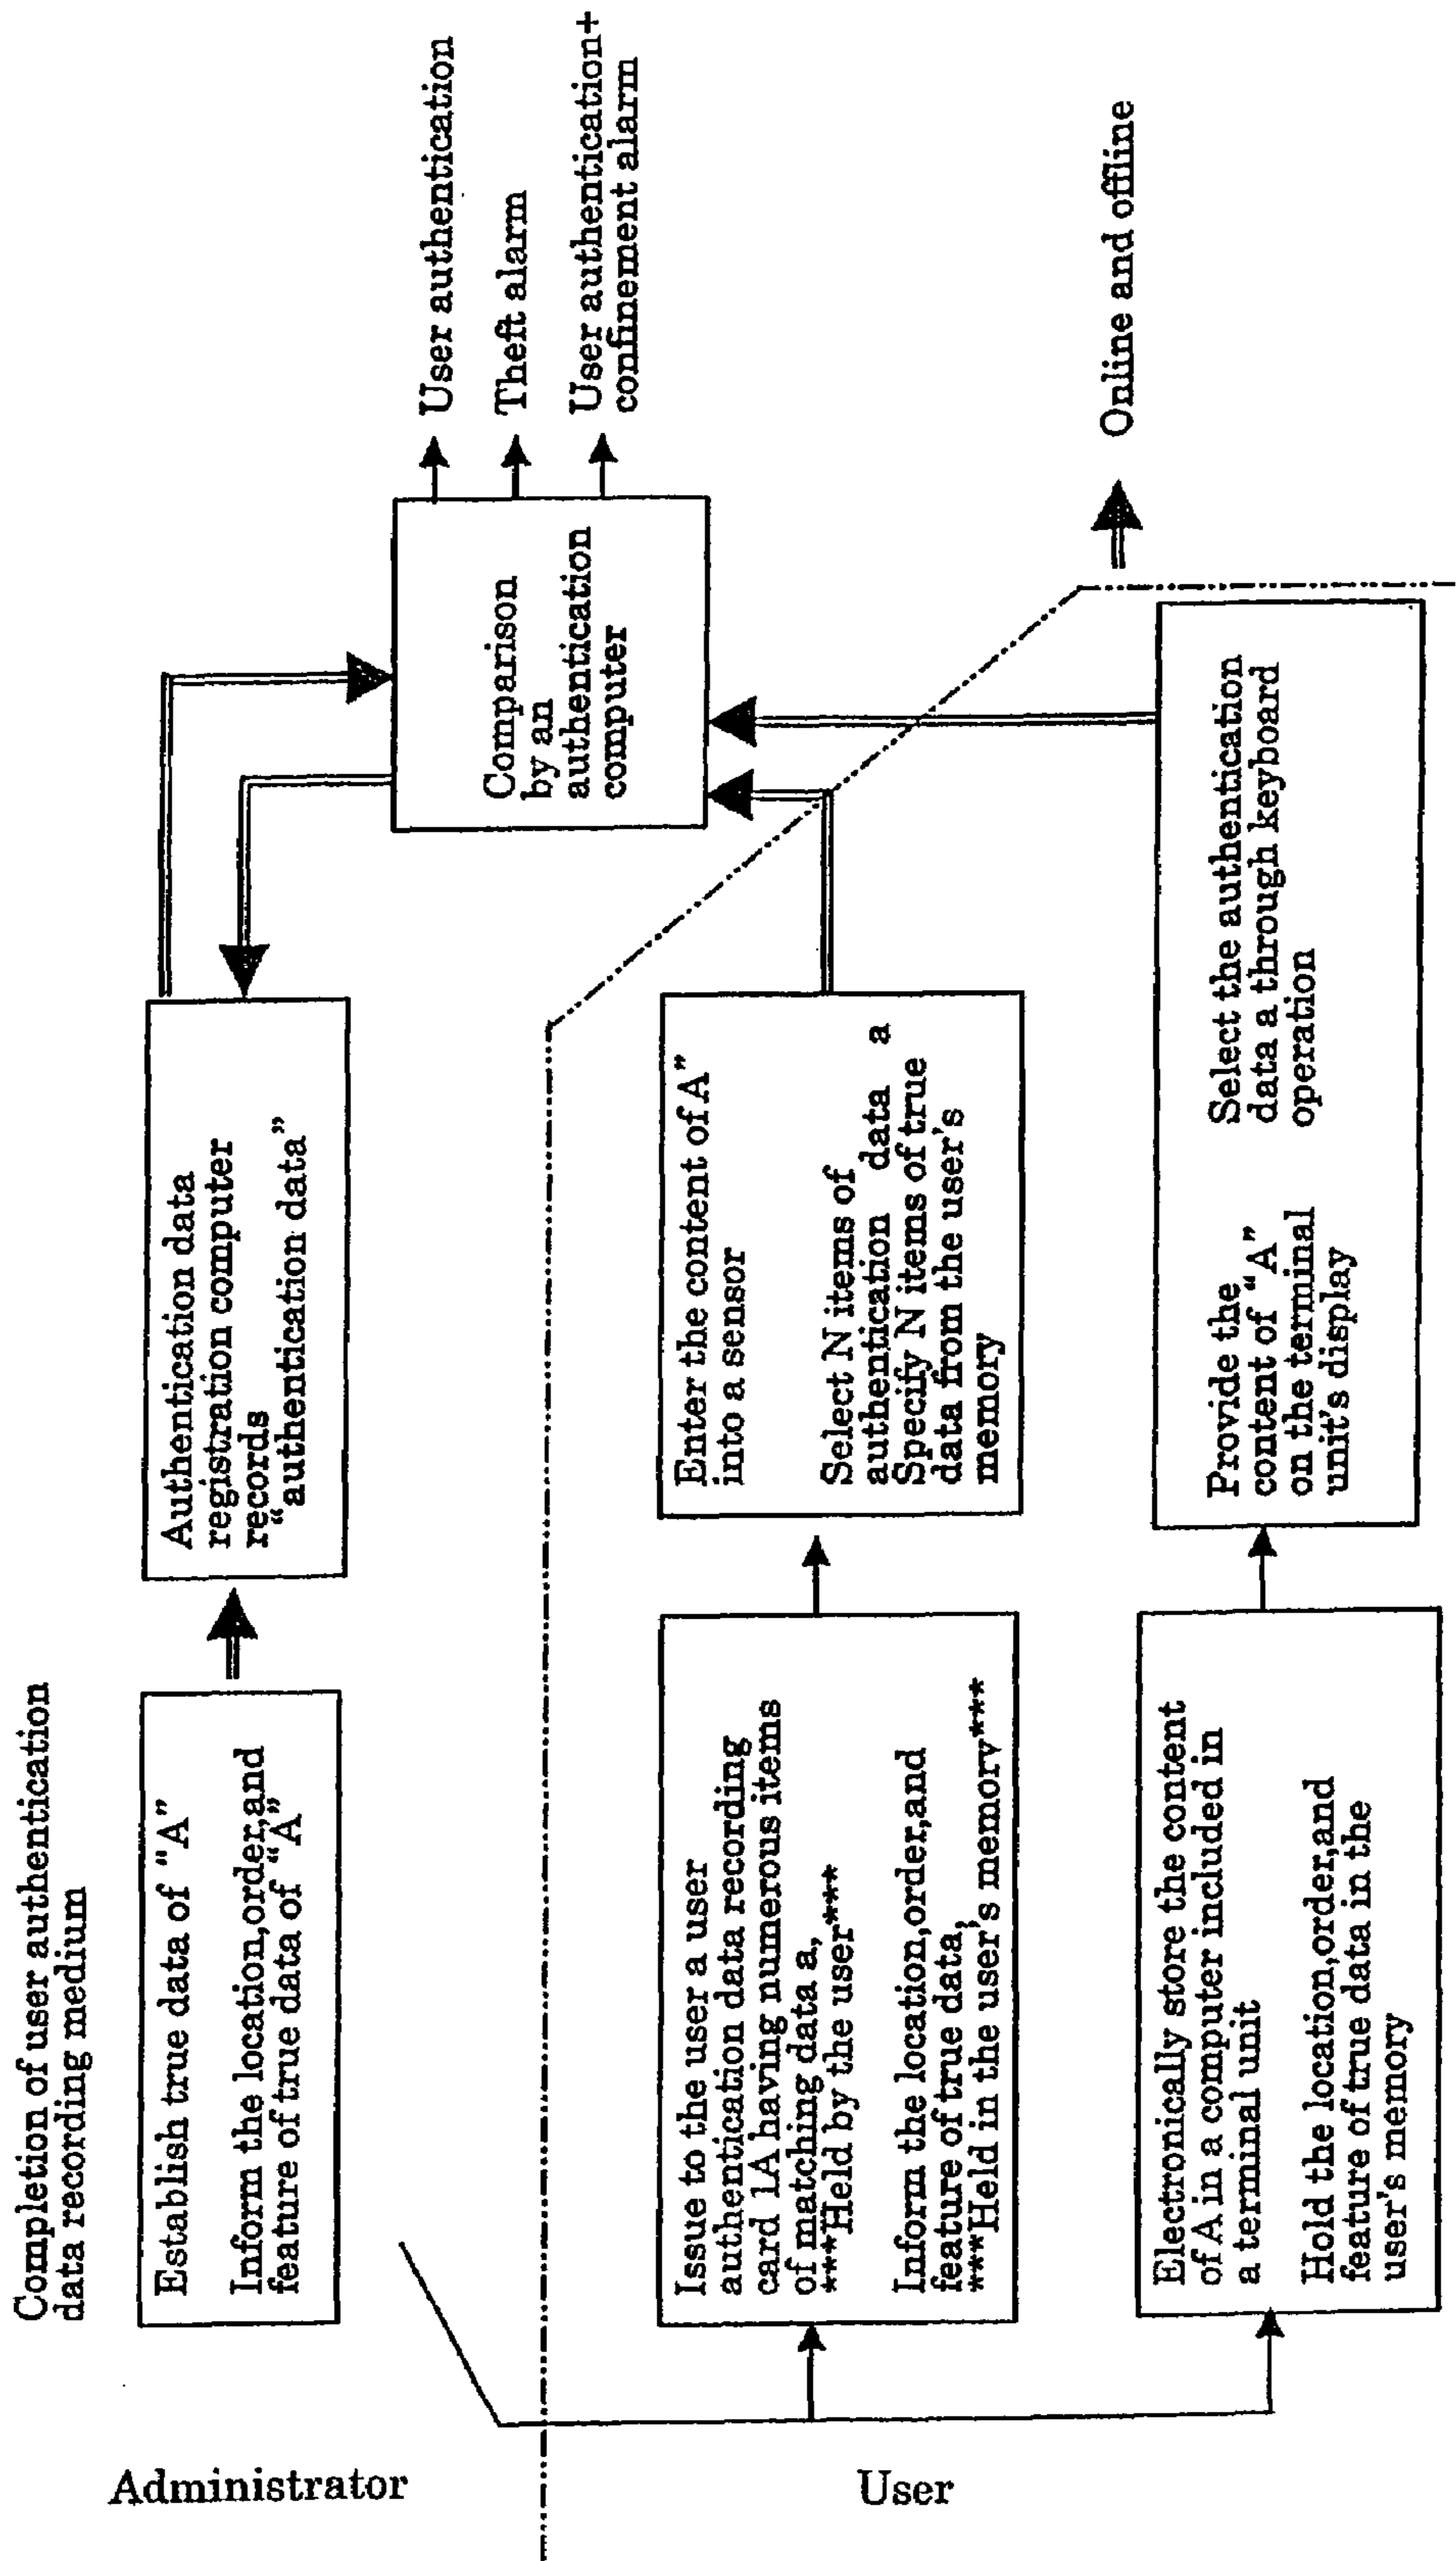 Completion of user authentication
data recording medium
Administrator
Establish true data of "A"
Inform the location,order,and
feature of true data of "A"
Authentication data
registration computer
records
"authentication data"
Comparison
by an
authentication
computer
User authentication
Theft alarm
User authentication+
confinement alarm
User
Issue to the user a user
authentication data recording
card 1A having numerous items
of matching data a,
***Held by the user***
Inform the location,order,and
feature of true data,
***Held in the user's memory***
Enter the content of A"
into a sensor
Select N items of
authentication data a
Specify N items of true
data from the user's
memory
Electronically store the content
of A in a computer included in
a terminal unit
Hold the location,order,and
feature of true data in the
user's memory
Provide the
content of "A"
on the terminal
unit's display
Select the authentication
data a through keyboard
operation
Online and offline